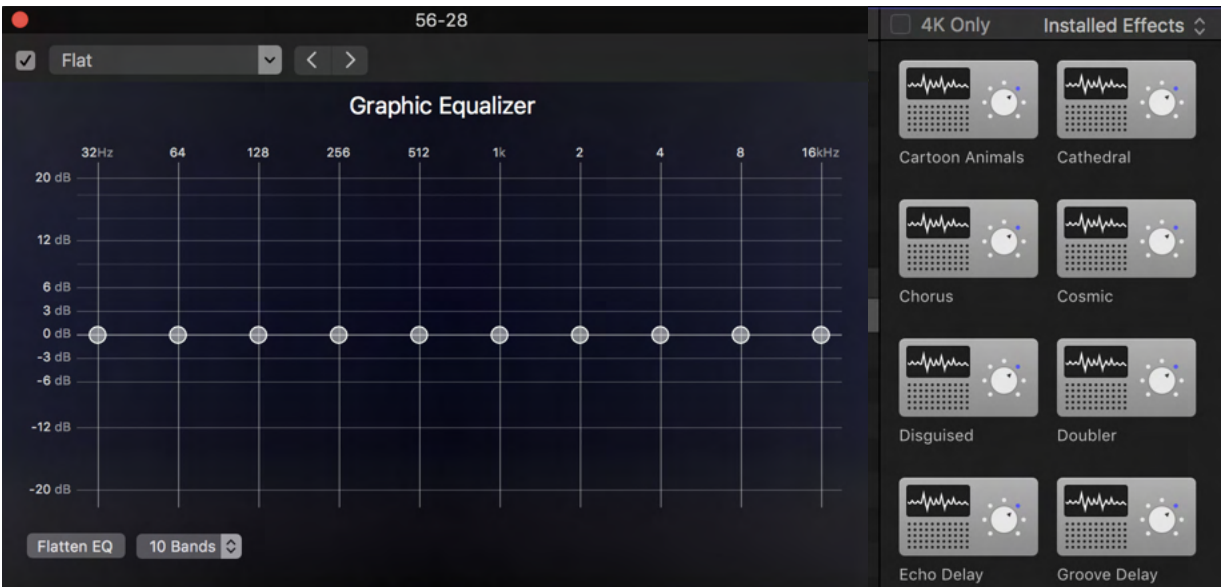 56-28
Flat
Graphic Equalizer
32Hz 64 128 256 512 1k 2 4 8 16kHz
20 dB
12 dB
6 dB
3 dB
0 dB
-3 dB
-6 dB
-12 dB
-20 dB
Flatten EQ 10 Bands
4K Only Installed Effects
Cartoon Animals Cathedral
Chorus Cosmic
Disguised Doubler
Echo Delay Groove Delay